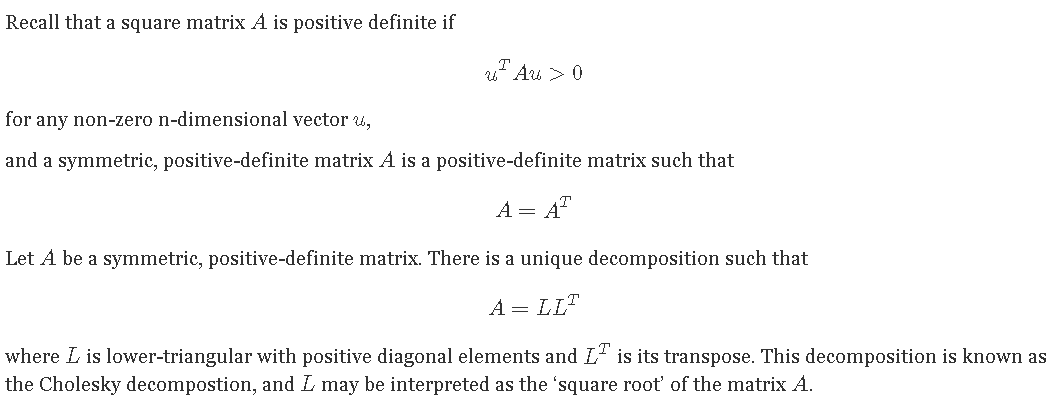 Recall that a square matrix A is positive definite if
u^T Au > 0
for any non-zero n-dimensional vector u,
and a symmetric, positive-definite matrix A is a positive-definite matrix such that
A = A^T
Let A be a symmetric, positive-definite matrix. There is a unique decomposition such that
A = LL^T
where L is lower-triangular with positive diagonal elements and L^T is its transpose. This decomposition is known as
the Cholesky decompostion, and L may be interpreted as the ‘square root’ of the matrix A.